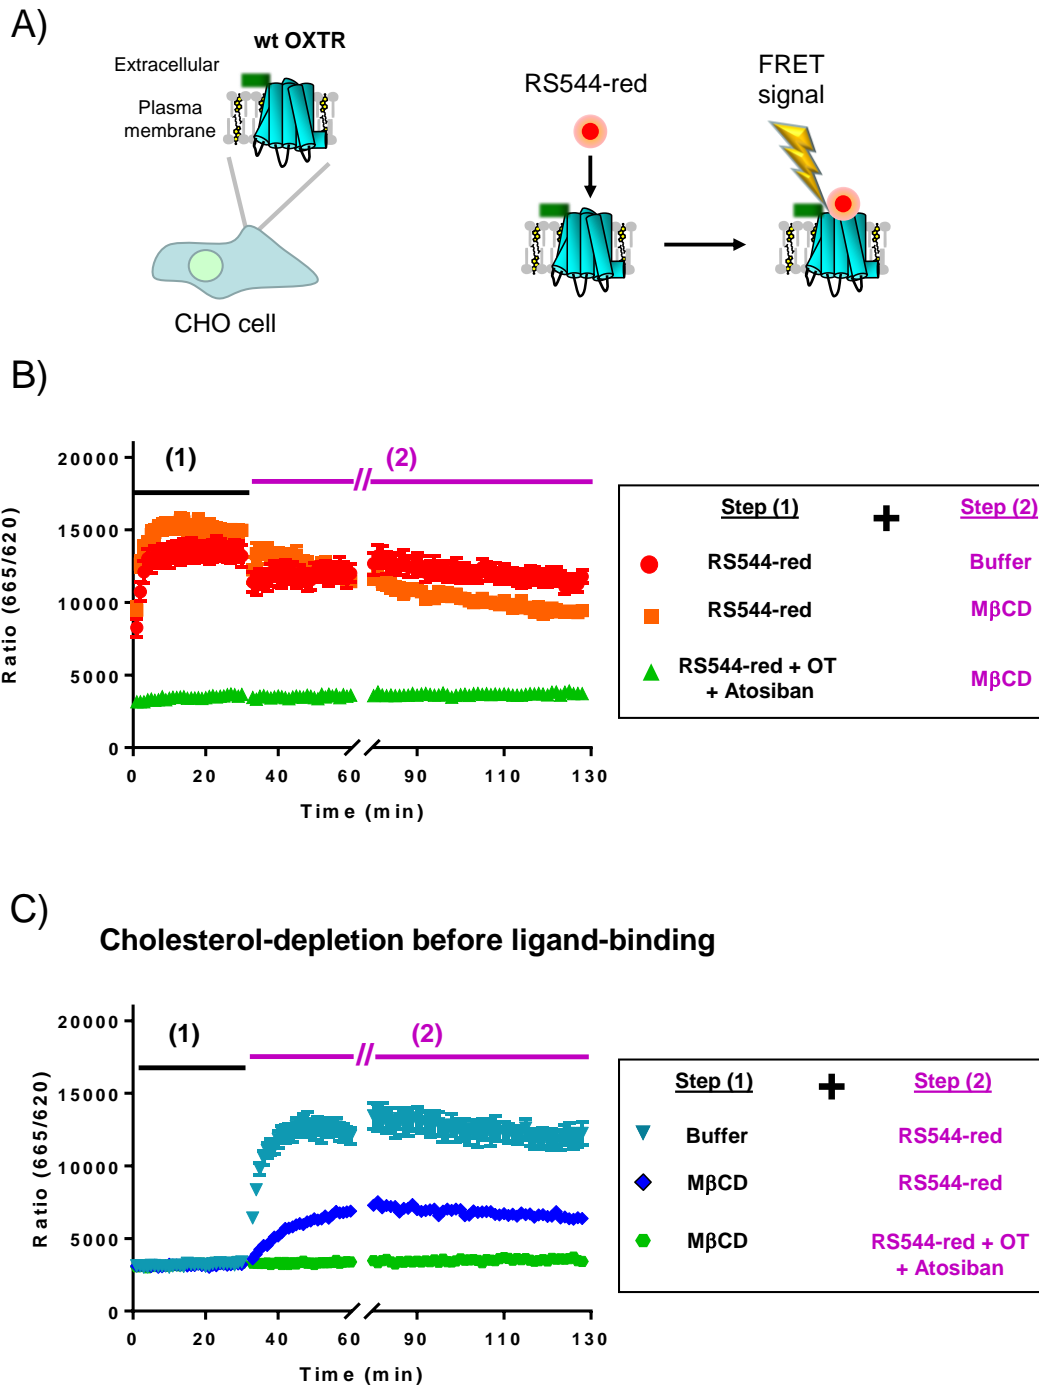 A)
wt OXTR
Extracellular
Plasma
membrane
CHO cell
RS544-red
FRET
signal
B)
Ratio (665/620)
20000
15000
10000
5000
0
(1)
(2)
//
0 20 40 60 90 110 130
Time (min)
Step (1) + Step (2)
RS544-red Buffer
RS544-red MβCD
RS544-red + OT
+ Atosiban
MβCD
C)
Cholesterol-depletion before ligand-binding
Ratio (665/620)
20000
15000
10000
5000
0
(1)
(2)
//
0 20 40 60 90 110 130
Time (min)
Step (1) + Step (2)
Buffer RS544-red
MβCD RS544-red
MβCD RS544-red + OT
+ Atosiban